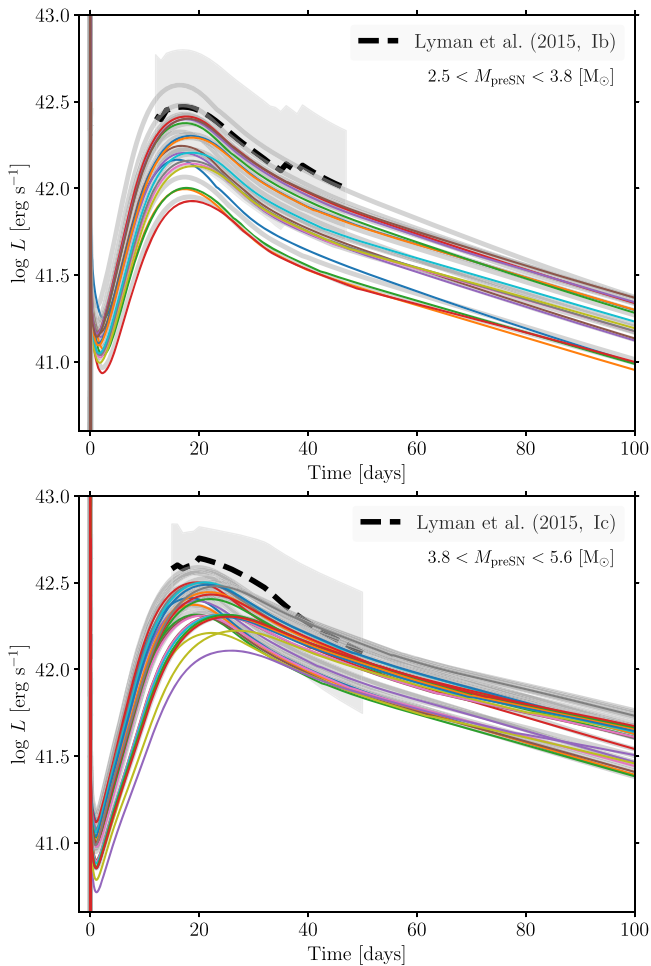 43.0
Lyman et al. (2015, Ib)
2.5 < M_preSN < 3.8 [M_⊙]
42.5
42.0
41.5
41.0
log L [erg s⁻¹]
0 20 40 60 80 100
Time [days]
43.0
Lyman et al. (2015, Ic)
3.8 < M_preSN < 5.6 [M_⊙]
42.5
42.0
41.5
41.0
log L [erg s⁻¹]
0 20 40 60 80 100
Time [days]